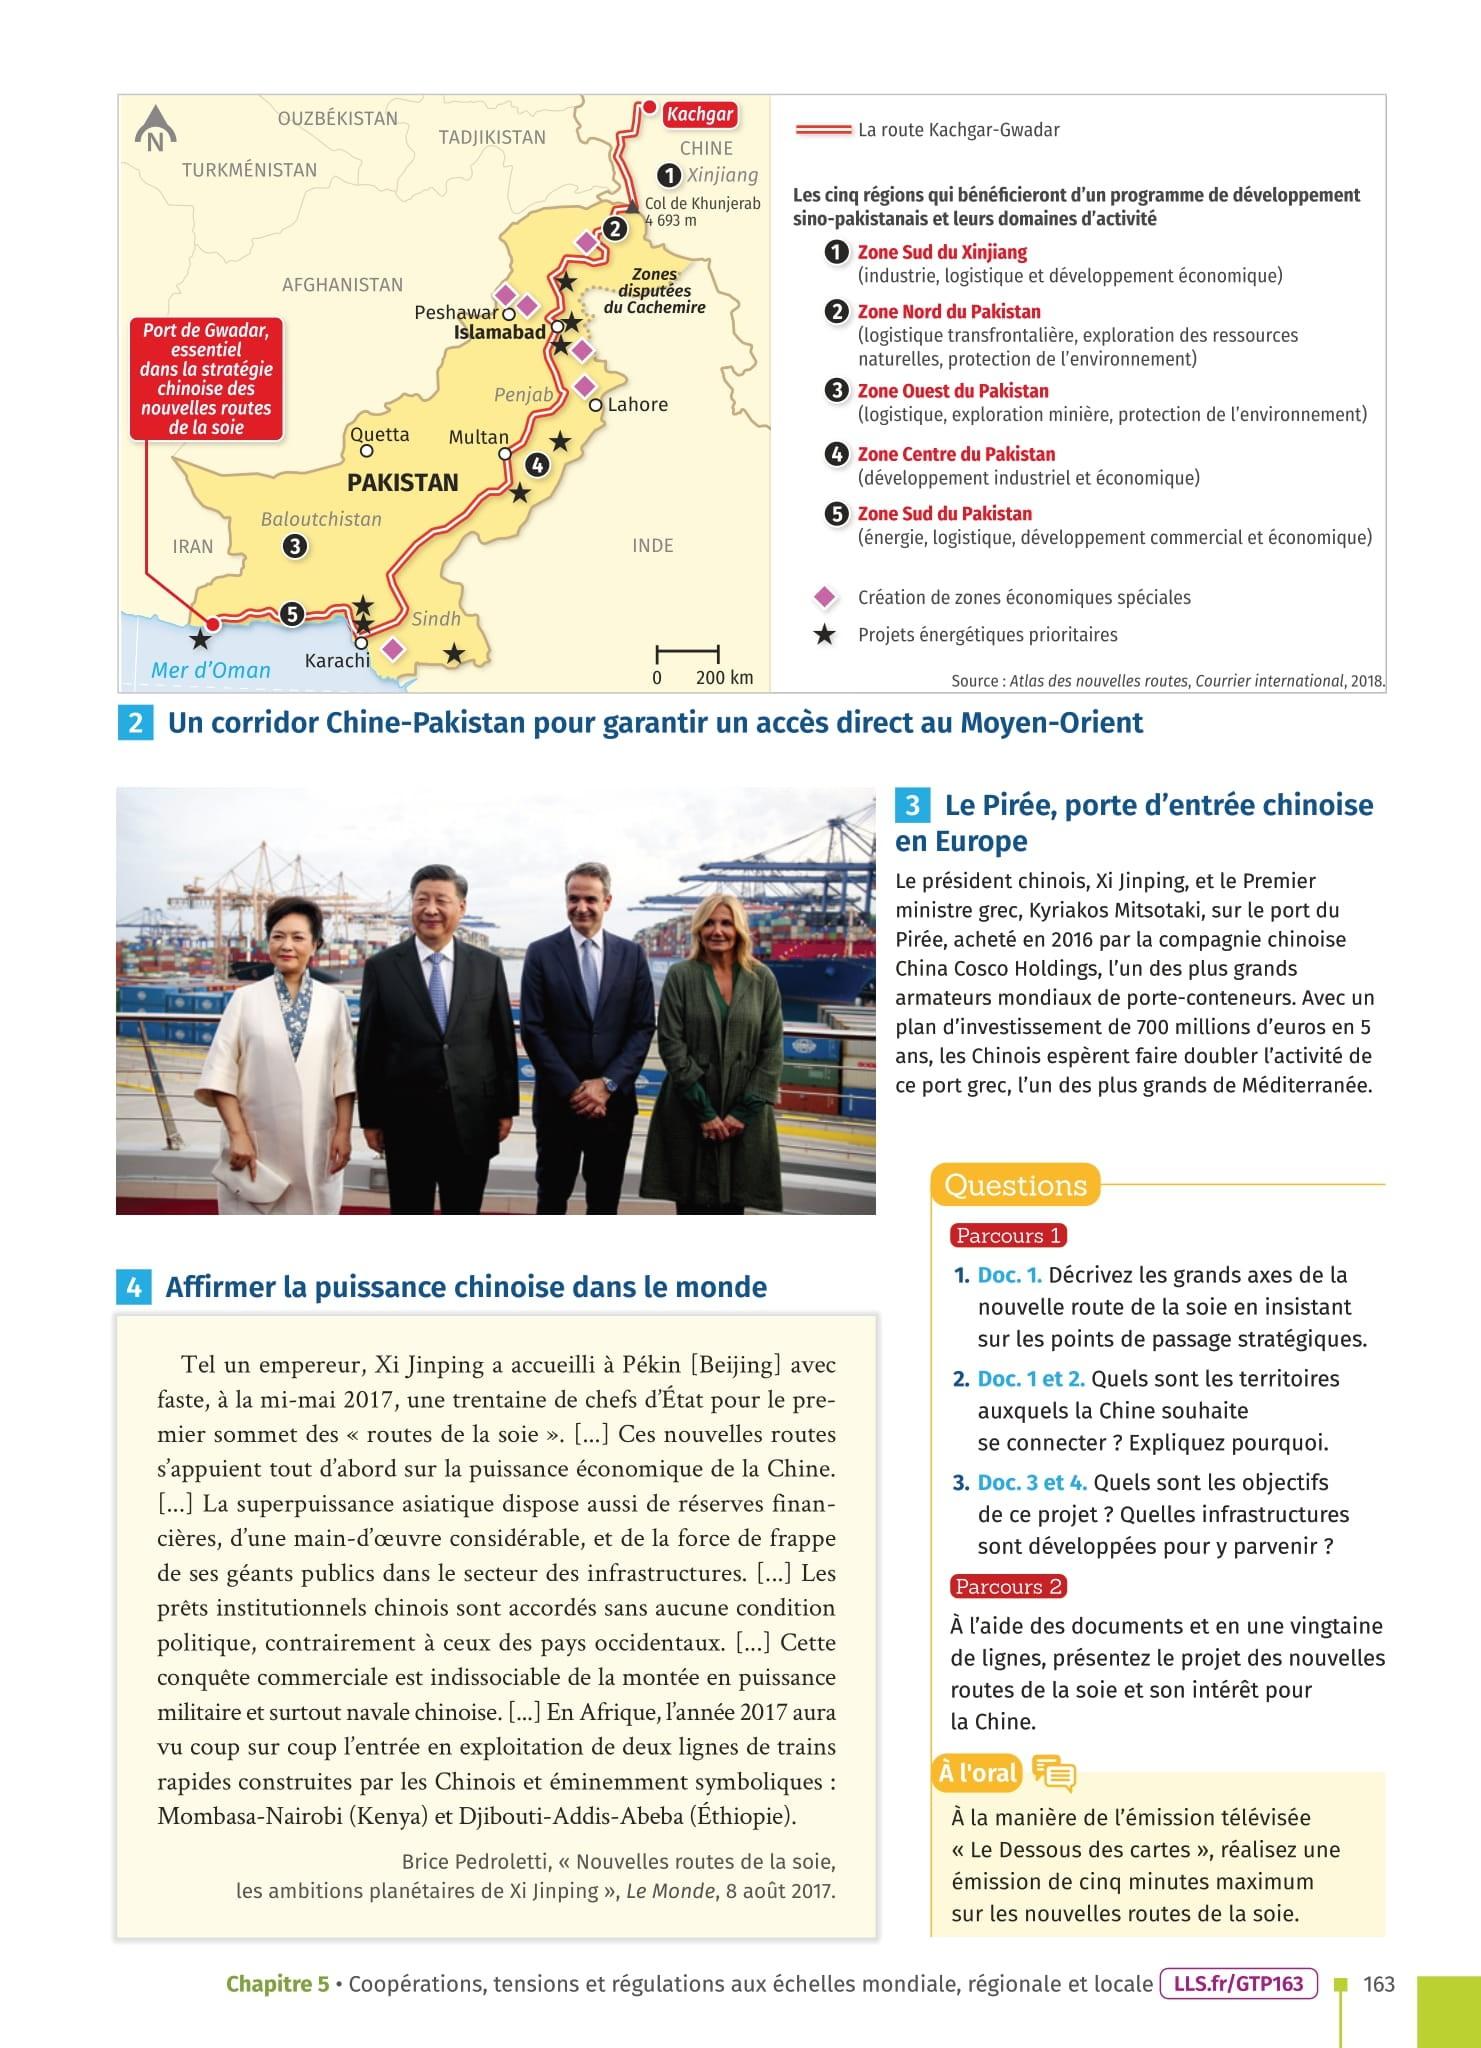 OUZBÉKISTAN
TADJIKISTAN
TURKMÉNISTAN
N
Kachgar
CHINE
1 Xinjiang
Col de Khunjerab
4 693 m
2
AFGHANISTAN
Zones
disputées
du Cachemire
Peshawar
Islamabad
Port de Gwadar,
essentiel
dans la stratégie
chinoise des
nouvelles routes
de la soie
Penjab
Lahore
Quetta
Multan
4
PAKISTAN
Baloutchistan
IRAN
3
INDE
5
Sindh
Karachi
Mer d'Oman
0 200 km
La route Kachgar-Gwadar
Les cinq régions qui bénéficieront d'un programme de développement
sino-pakistanais et leurs domaines d'activité
1 Zone Sud du Xinjiang
(industrie, logistique et développement économique)
2 Zone Nord du Pakistan
(logistique transfrontalière, exploration des ressources
naturelles, protection de l'environnement)
3 Zone Ouest du Pakistan
(logistique, exploration minière, protection de l'environnement)
4 Zone Centre du Pakistan
(développement industriel et économique)
5 Zone Sud du Pakistan
(énergie, logistique, développement commercial et économique)
Création de zones économiques spéciales
Projets énergétiques prioritaires
Source : Atlas des nouvelles routes, Courrier international, 2018.
2 Un corridor Chine-Pakistan pour garantir un accès direct au Moyen-Orient
3 Le Pirée, porte d'entrée chinoise
en Europe
Le président chinois, Xi Jinping, et le Premier
ministre grec, Kyriakos Mitsotaki, sur le port du
Pirée, acheté en 2016 par la compagnie chinoise
China Cosco Holdings, l'un des plus grands
armateurs mondiaux de porte-conteneurs. Avec un
plan d'investissement de 700 millions d'euros en 5
ans, les Chinois espèrent faire doubler l'activité de
ce port grec, l'un des plus grands de Méditerranée.
4 Affirmer la puissance chinoise dans le monde
Tel un empereur, Xi Jinping a accueilli à Pékin [Beijing] avec
faste, à la mi-mai 2017, une trentaine de chefs d'État pour le pre-
mier sommet des « routes de la soie ». [...] Ces nouvelles routes
s'appuient tout d'abord sur la puissance économique de la Chine.
[...] La superpuissance asiatique dispose aussi de réserves finan-
cières, d'une main-d'œuvre considérable, et de la force de frappe
de ses géants publics dans le secteur des infrastructures. [...] Les
prêts institutionnels chinois sont accordés sans aucune condition
politique, contrairement à ceux des pays occidentaux. [...] Cette
conquête commerciale est indissociable de la montée en puissance
militaire et surtout navale chinoise. [...] En Afrique, l'année 2017 aura
vu coup sur coup l'entrée en exploitation de deux lignes de trains
rapides construites par les Chinois et éminemment symboliques :
Mombasa-Nairobi (Kenya) et Djibouti-Addis-Abeba (Éthiopie).
Brice Pedroletti, « Nouvelles routes de la soie,
les ambitions planétaires de Xi Jinping », Le Monde, 8 août 2017.
Questions
Parcours 1
1. Doc. 1. Décrivez les grands axes de la
nouvelle route de la soie en insistant
sur les points de passage stratégiques.
2. Doc. 1 et 2. Quels sont les territoires
auxquels la Chine souhaite
se connecter ? Expliquez pourquoi.
3. Doc. 3 et 4. Quels sont les objectifs
de ce projet ? Quelles infrastructures
sont développées pour y parvenir ?
Parcours 2
À l'aide des documents et en une vingtaine
de lignes, présentez le projet des nouvelles
routes de la soie et son intérêt pour
la Chine.
À l'oral
À la manière de l'émission télévisée
« Le Dessous des cartes », réalisez une
émission de cinq minutes maximum
sur les nouvelles routes de la soie.
Chapitre 5 • Coopérations, tensions et régulations aux échelles mondiale, régionale et locale LLS.fr/GTP163 163